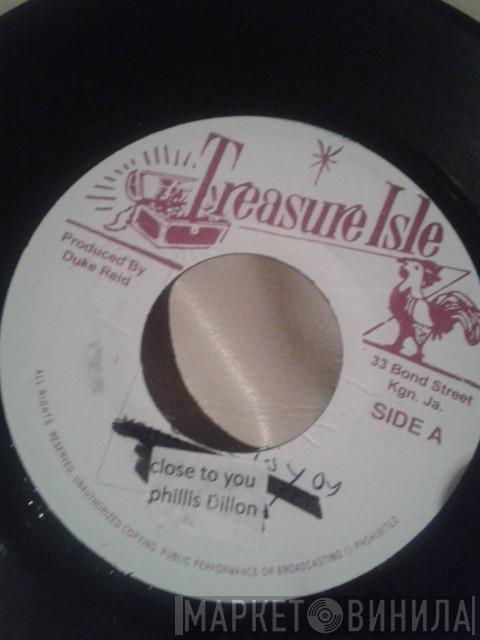 Treasure Isle
Produced By
Duke Reid
33 Bond Street
Kgn. Ja.
SIDE A
close to you
phillis Dillon
ALL RIGHTS RESERVED. UNAUTHORIZED COPYING, PUBLIC PERFORMANCE OR BROADCASTING IS PROHIBITED
МАРКЕТ ВИНИЛА